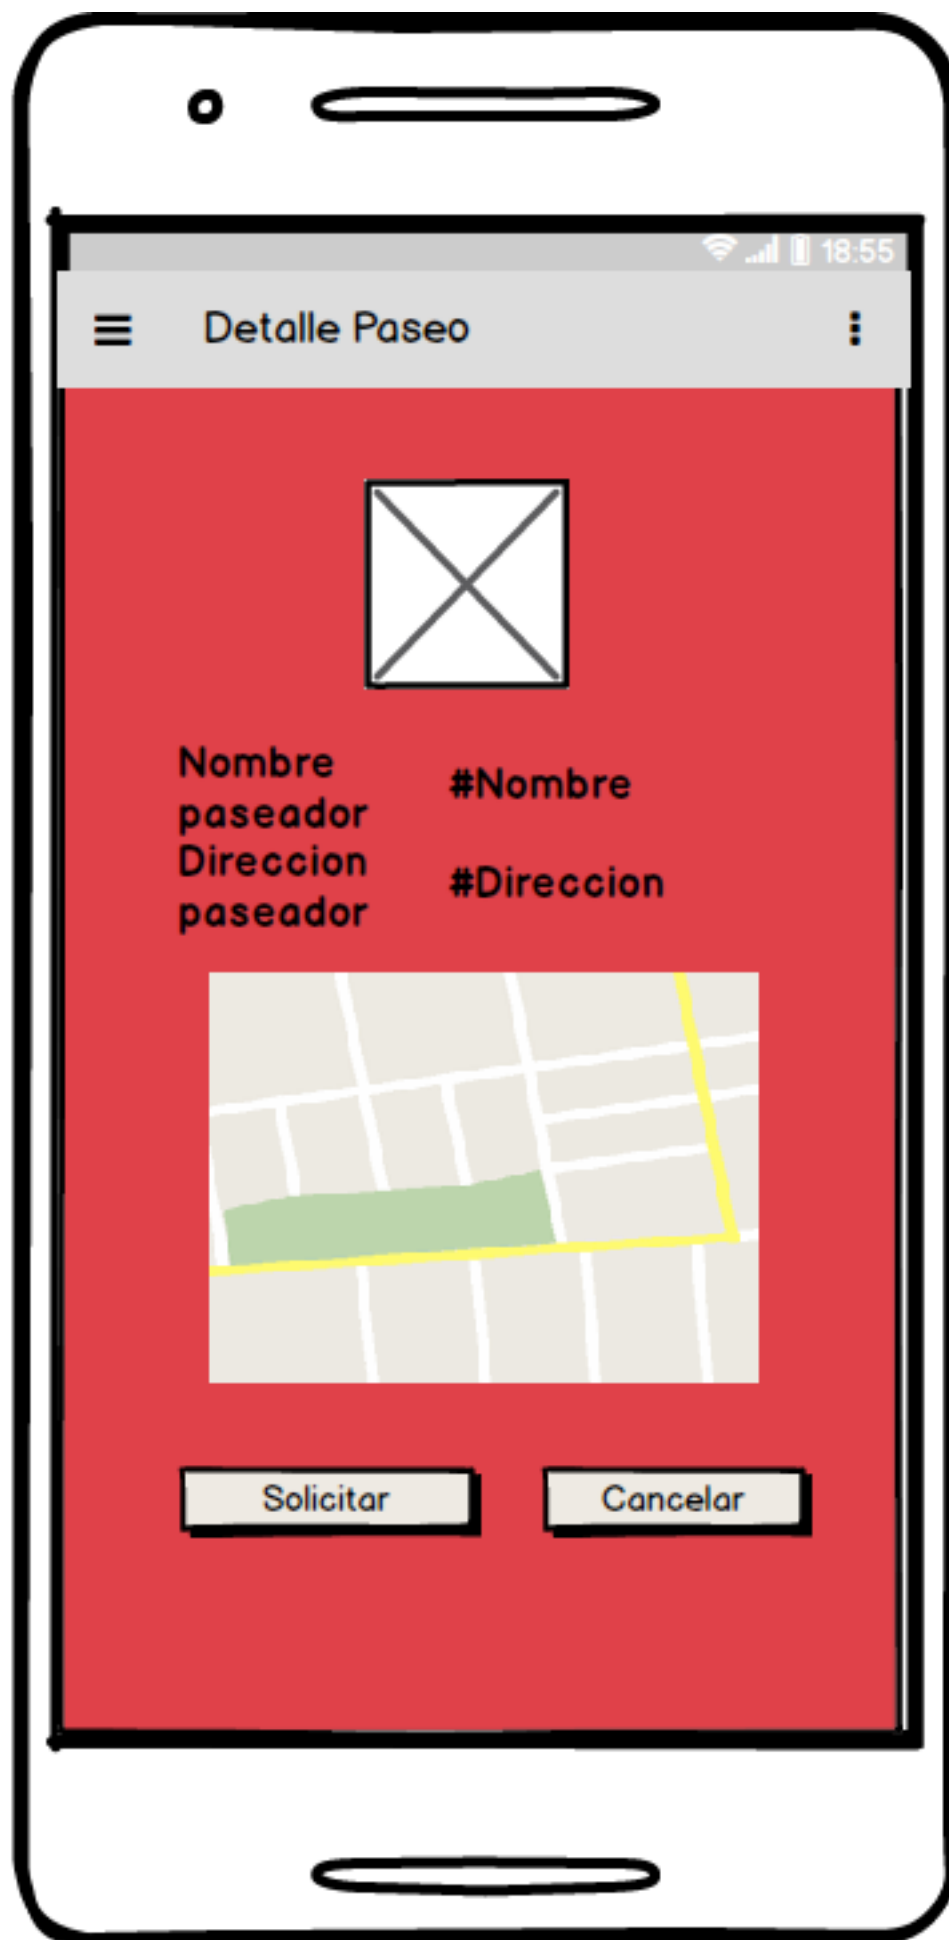 18:55
Detalle Paseo
Nombre
paseador
#Nombre
Direccion
paseador
#Direccion
Solicitar
Cancelar